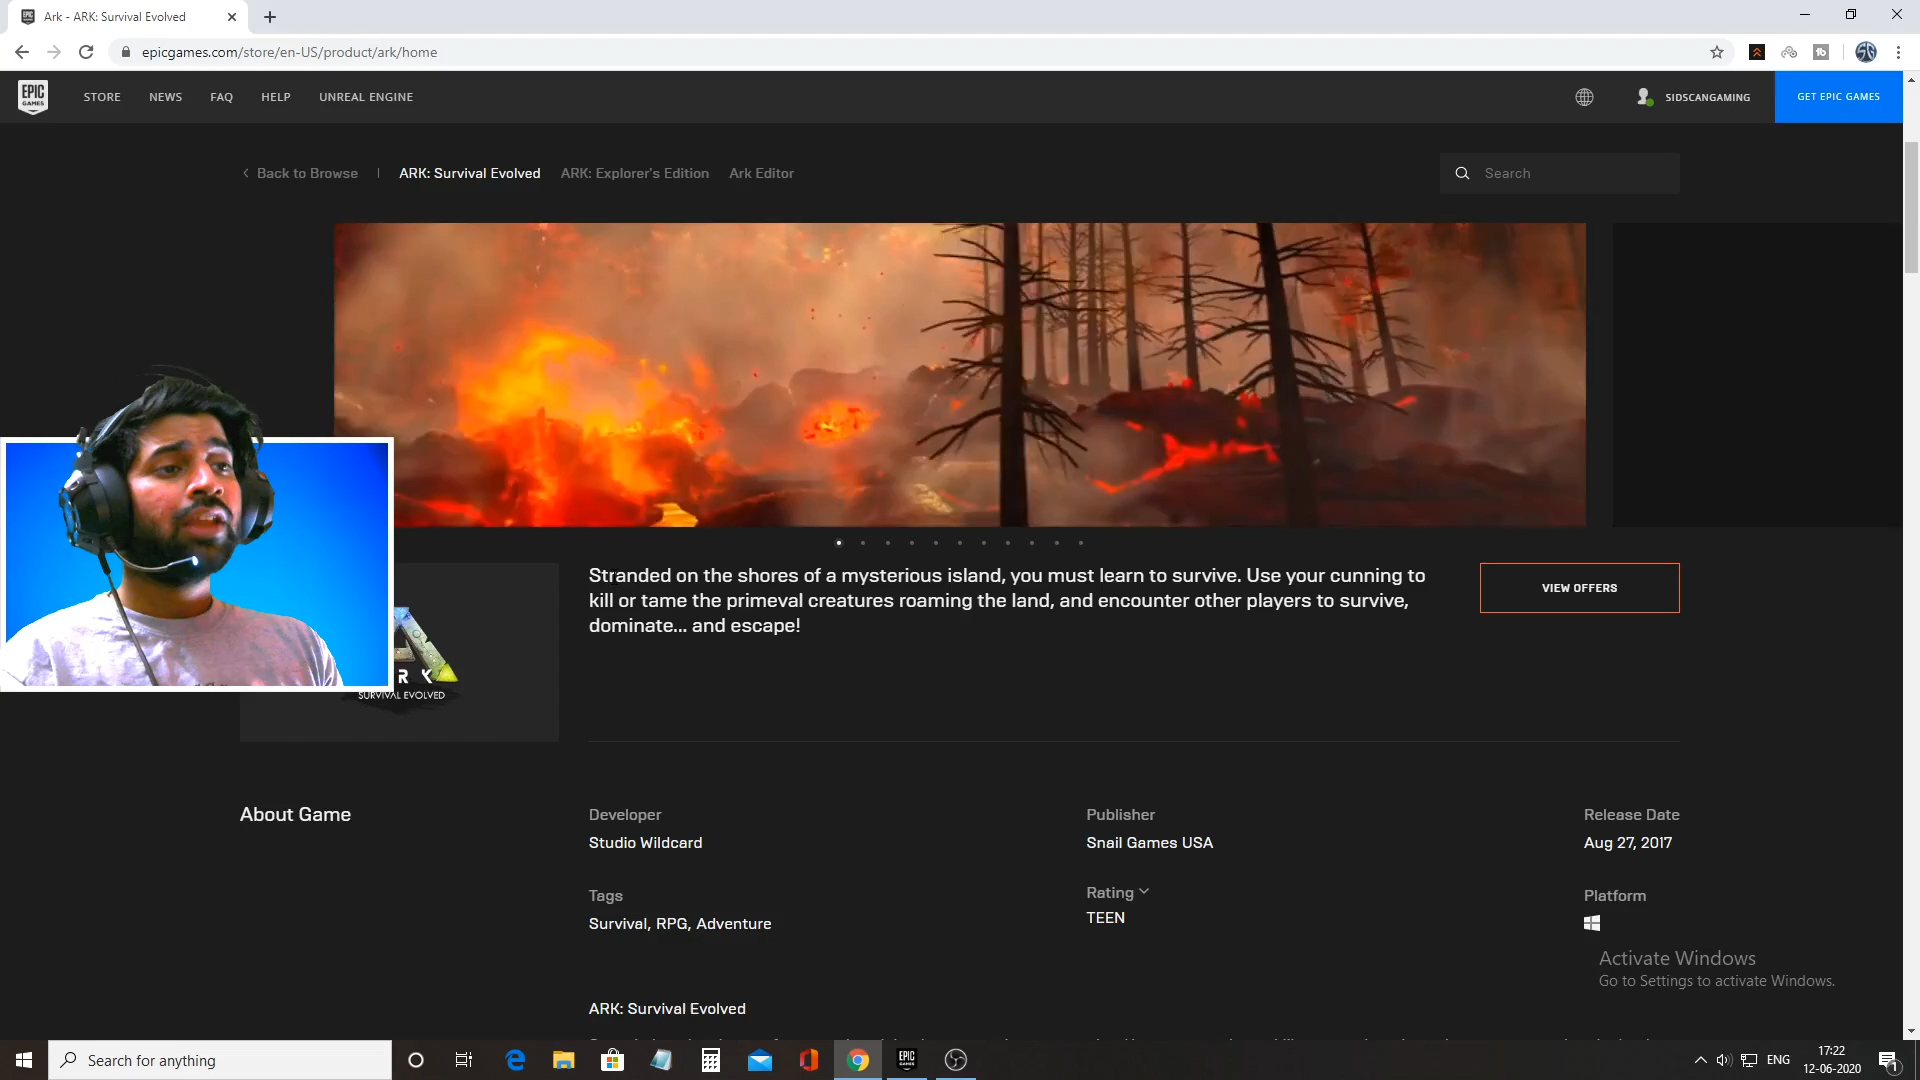 Ark - ARK: Survival Evolved
epicgames.com/store/en-US/product/ark/home
EPIC GAMES
STORE NEWS FAQ HELP UNREAL ENGINE
SIDSCANGAMING
GET EPIC GAMES
Back to Browse | ARK: Survival Evolved ARK: Explorer's Edition Ark Editor
Search
Stranded on the shores of a mysterious island, you must learn to survive. Use your cunning to
kill or tame the primeval creatures roaming the land, and encounter other players to survive,
dominate... and escape!
VIEW OFFERS
ARK
SURVIVAL EVOLVED
About Game
Developer
Studio Wildcard
Publisher
Snail Games USA
Release Date
Aug 27, 2017
Tags
Survival, RPG, Adventure
Rating
TEEN
Platform
Activate Windows
Go to Settings to activate Windows.
ARK: Survival Evolved
Search for anything
ENG
17:22
12-06-2020
1